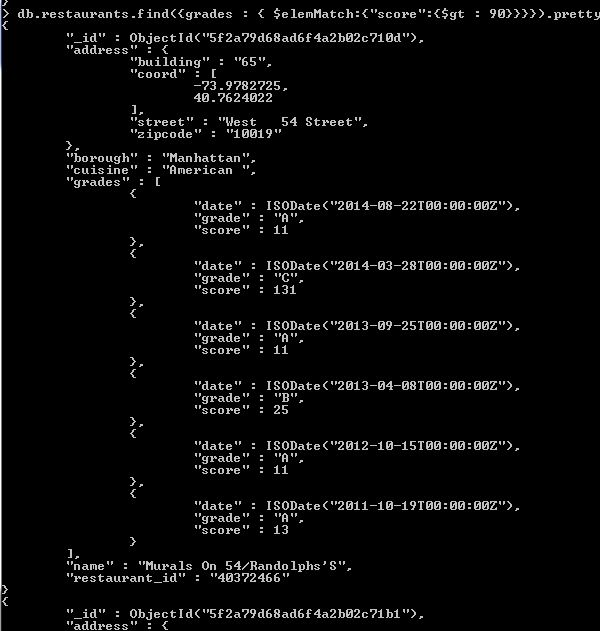 > db.restaurants.find({grades : { $elemMatch:{"score":{$gt : 90}}}}).pretty
{
"_id" : ObjectId("5f2a79d68ad6f4a2b02c710d"),
"address" : {
"building" : "65",
"coord" : [
-73.9782725,
40.7624022
],
"street" : "West   54 Street",
"zipcode" : "10019"
},
"borough" : "Manhattan",
"cuisine" : "American ",
"grades" : [
{
"date" : ISODate("2014-08-22T00:00:00Z"),
"grade" : "A",
"score" : 11
},
{
"date" : ISODate("2014-03-28T00:00:00Z"),
"grade" : "C",
"score" : 131
},
{
"date" : ISODate("2013-09-25T00:00:00Z"),
"grade" : "A",
"score" : 11
},
{
"date" : ISODate("2013-04-08T00:00:00Z"),
"grade" : "B",
"score" : 25
},
{
"date" : ISODate("2012-10-15T00:00:00Z"),
"grade" : "A",
"score" : 11
},
{
"date" : ISODate("2011-10-19T00:00:00Z"),
"grade" : "A",
"score" : 13
}
],
"name" : "Murals On 54/Randolphs'S",
"restaurant_id" : "40372466"
}
{
"_id" : ObjectId("5f2a79d68ad6f4a2b02c71b1"),
"address" : {